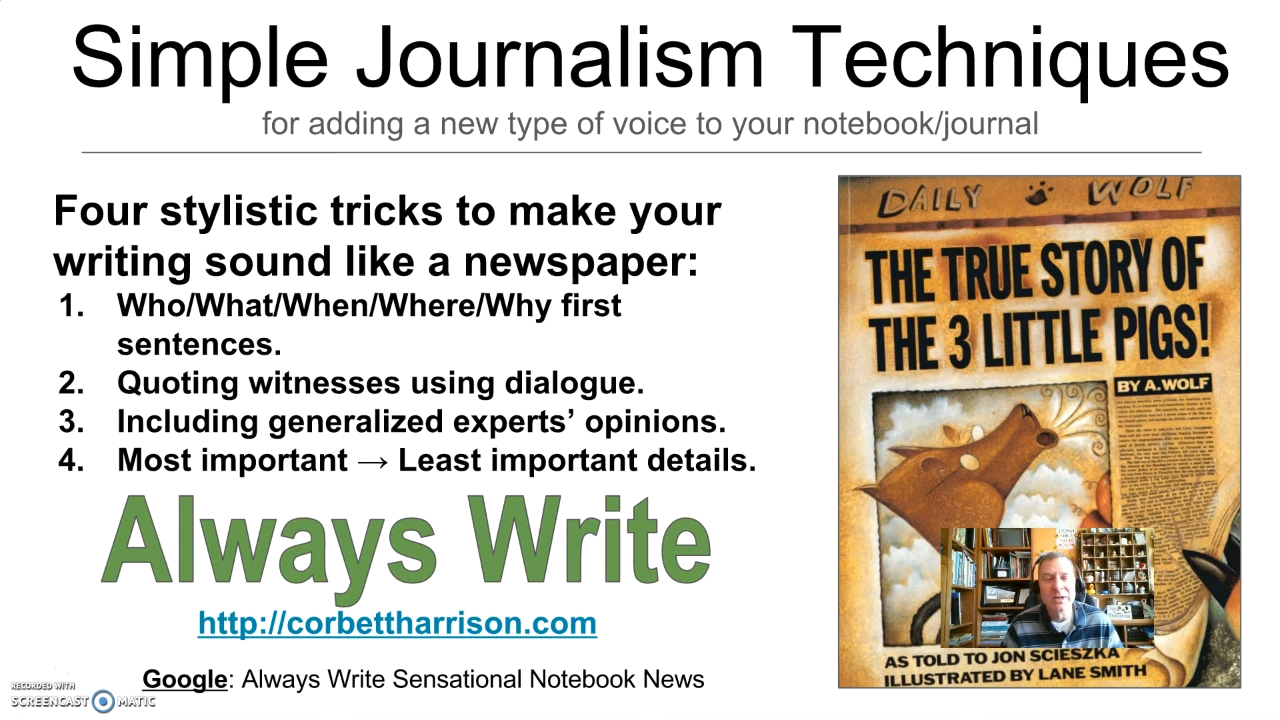 Simple Journalism Techniques
for adding a new type of voice to your notebook/journal
Four stylistic tricks to make your
writing sound like a newspaper:
1. Who/What/When/Where/Why first
sentences.
2. Quoting witnesses using dialogue.
3. Including generalized experts’ opinions.
4. Most important → Least important details.
Always Write
http://corbettharrison.com
Google: Always Write Sensational Notebook News
DAILY WOLF
THE TRUE STORY OF
THE 3 LITTLE PIGS!
BY A. WOLF
AS TOLD TO JON SCIESZKA
ILLUSTRATED BY LANE SMITH
RECORDED WITH
SCREENCAST MATIC